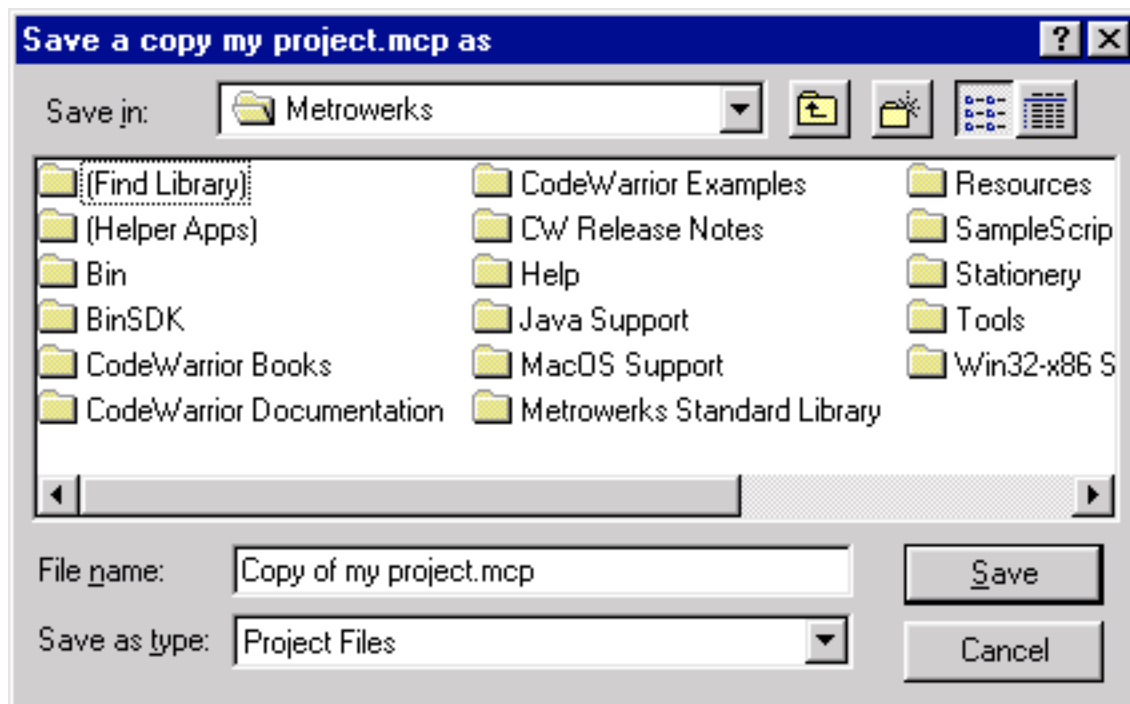 Save a copy my project.mcp as
Save in: Metrowerks
(Find Library)
(Helper Apps)
Bin
BinSDK
CodeWarrior Books
CodeWarrior Documentation
CodeWarrior Examples
CW Release Notes
Help
Java Support
MacOS Support
Metrowerks Standard Library
Resources
SampleScrip
Stationery
Tools
Win32-x86 S
File name: Copy of my project.mcp
Save
Save as type: Project Files
Cancel